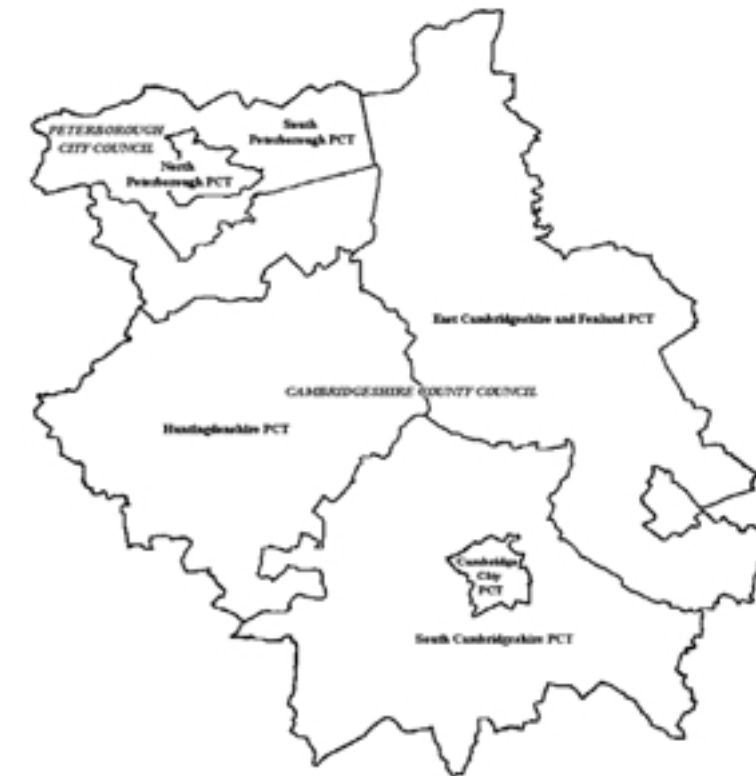 PETERBOROUGH
CITY COUNCIL
South
Peterborough PCT
North
Peterborough PCT
East Cambridgeshire and Fenland PCT
CAMBRIDGESHIRE COUNTY COUNCIL
Huntingdonshire PCT
Cambridge
City
PCT
South Cambridgeshire PCT